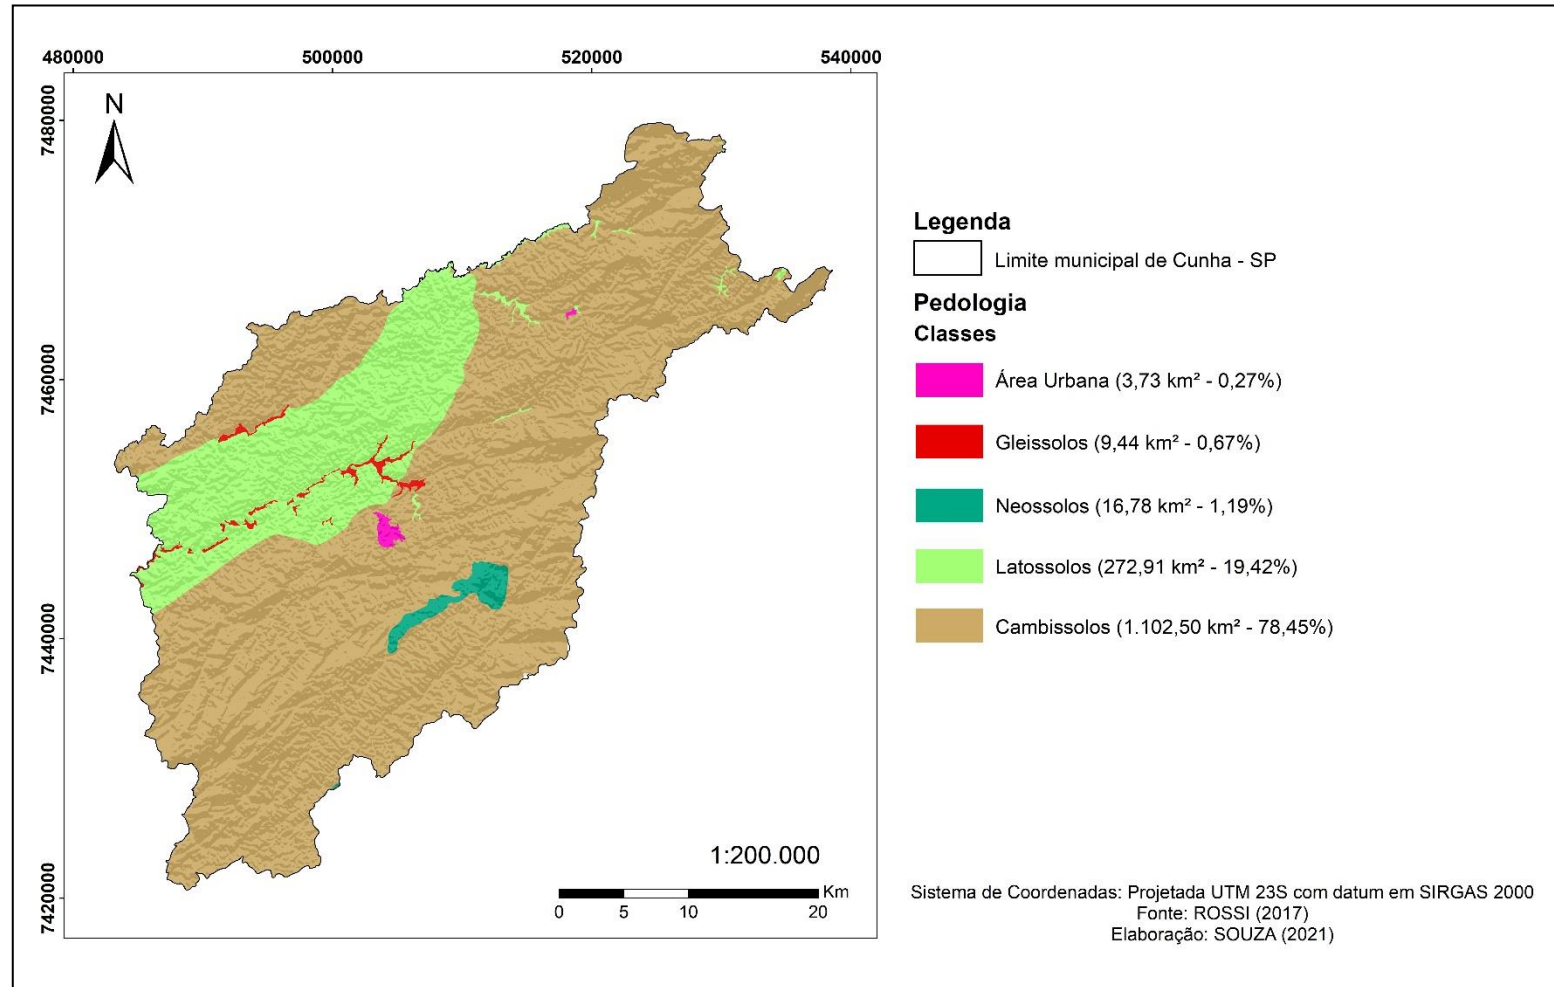 480000
500000
520000
540000
7480000
7460000
7440000
7420000
N
1:200.000
Km
0
5
10
20
Legenda
Limite municipal de Cunha - SP
Pedologia
Classes
Área Urbana (3,73 km² - 0,27%)
Gleissolos (9,44 km² - 0,67%)
Neossolos (16,78 km² - 1,19%)
Latossolos (272,91 km² - 19,42%)
Cambissolos (1.102,50 km² - 78,45%)
Sistema de Coordenadas: Projetada UTM 23S com datum em SIRGAS 2000
Fonte: ROSSI (2017)
Elaboração: SOUZA (2021)